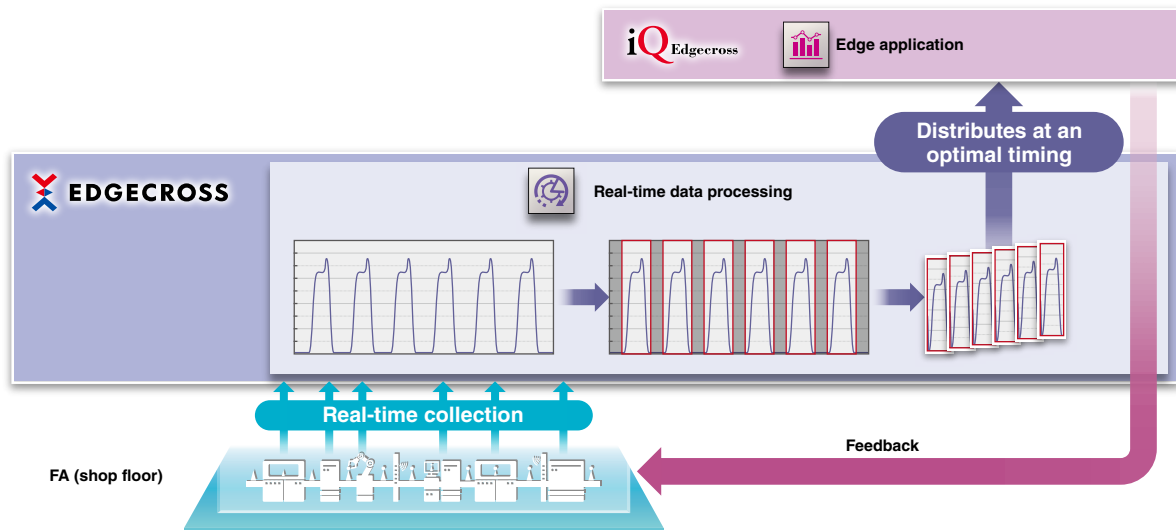 iQ Edgecross
Edge application
Distributes at an
optimal timing
EDGECROSS
Real-time data processing
Real-time collection
Feedback
FA (shop floor)